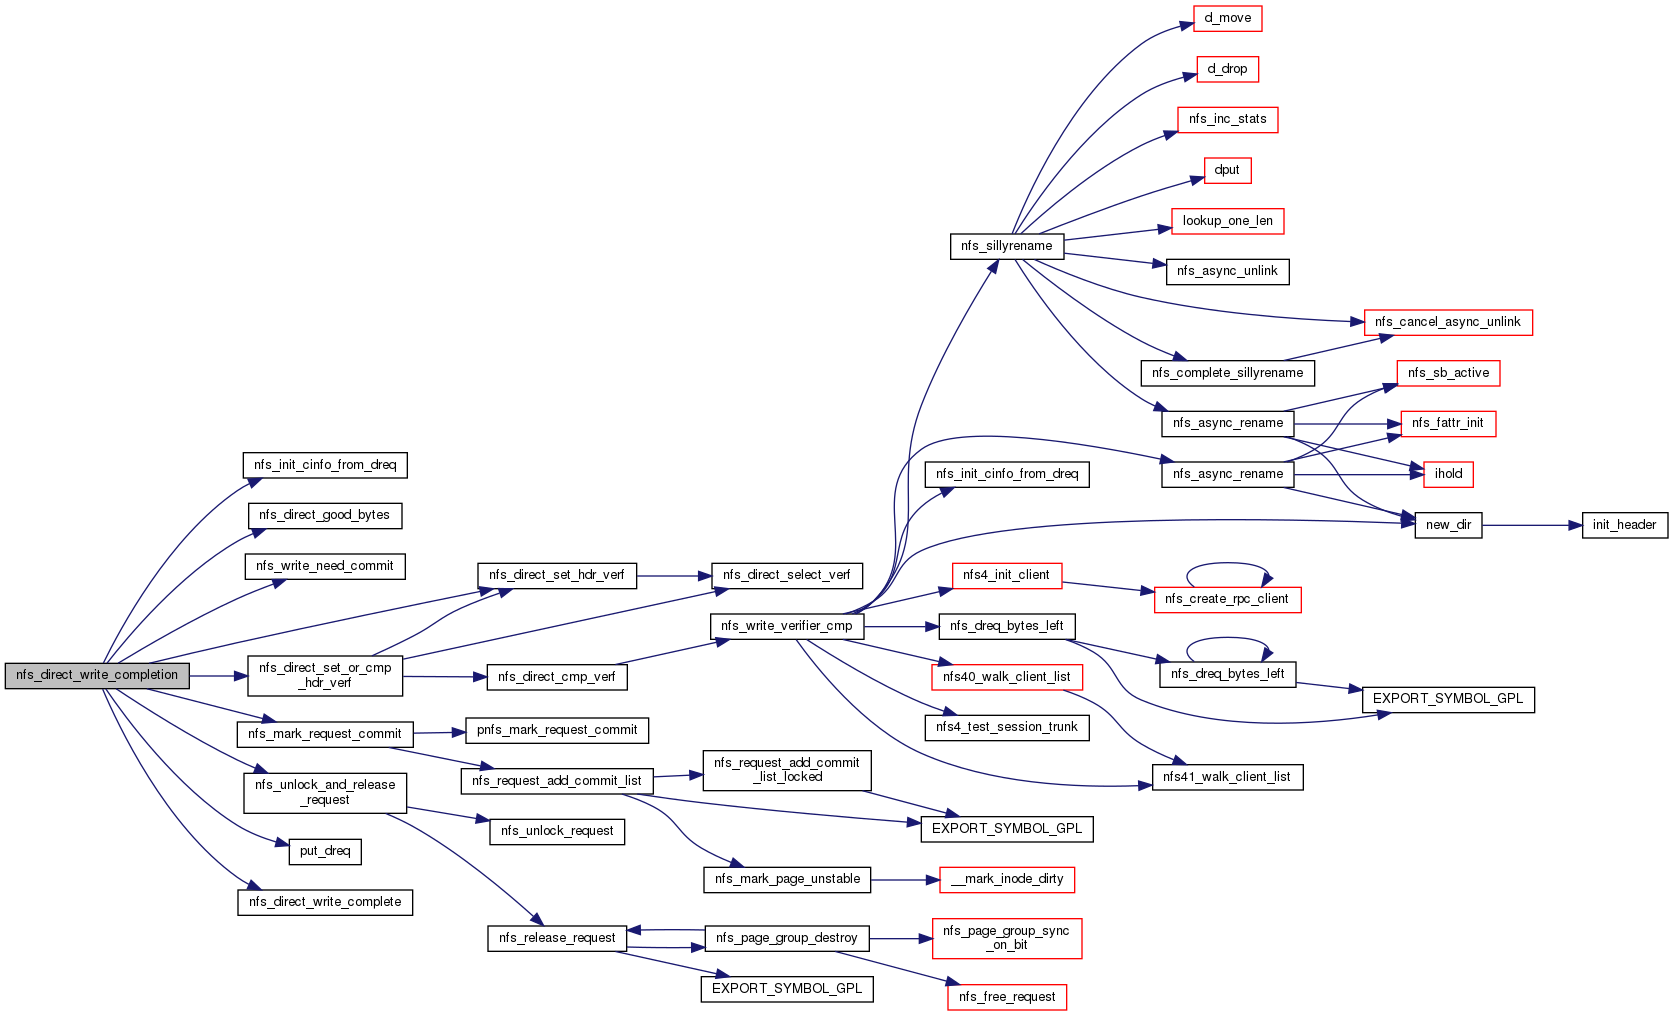 d_move
d_drop
nfs_inc_stats
dput
lookup_one_len
nfs_sillyrename
nfs_async_unlink
nfs_cancel_async_unlink
nfs_complete_sillyrename
nfs_sb_active
nfs_async_rename
nfs_fattr_init
nfs_init_cinfo_from_dreq
nfs_init_cinfo_from_dreq
nfs_async_rename
ihold
nfs_direct_good_bytes
new_dir
init_header
nfs_write_need_commit
nfs_direct_set_hdr_verf
nfs_direct_select_verf
nfs4_init_client
nfs_create_rpc_client
nfs_write_verifier_cmp
nfs_dreq_bytes_left
nfs_direct_write_completion
nfs_direct_set_or_cmp
_hdr_verf
nfs_direct_cmp_verf
nfs40_walk_client_list
nfs_dreq_bytes_left
EXPORT_SYMBOL_GPL
nfs_mark_request_commit
pnfs_mark_request_commit
nfs4_test_session_trunk
nfs_request_add_commit_list
nfs_request_add_commit
_list_locked
nfs41_walk_client_list
nfs_unlock_and_release
_request
nfs_unlock_request
EXPORT_SYMBOL_GPL
put_dreq
nfs_mark_page_unstable
__mark_inode_dirty
nfs_direct_write_complete
nfs_release_request
nfs_page_group_destroy
nfs_page_group_sync
_on_bit
EXPORT_SYMBOL_GPL
nfs_free_request